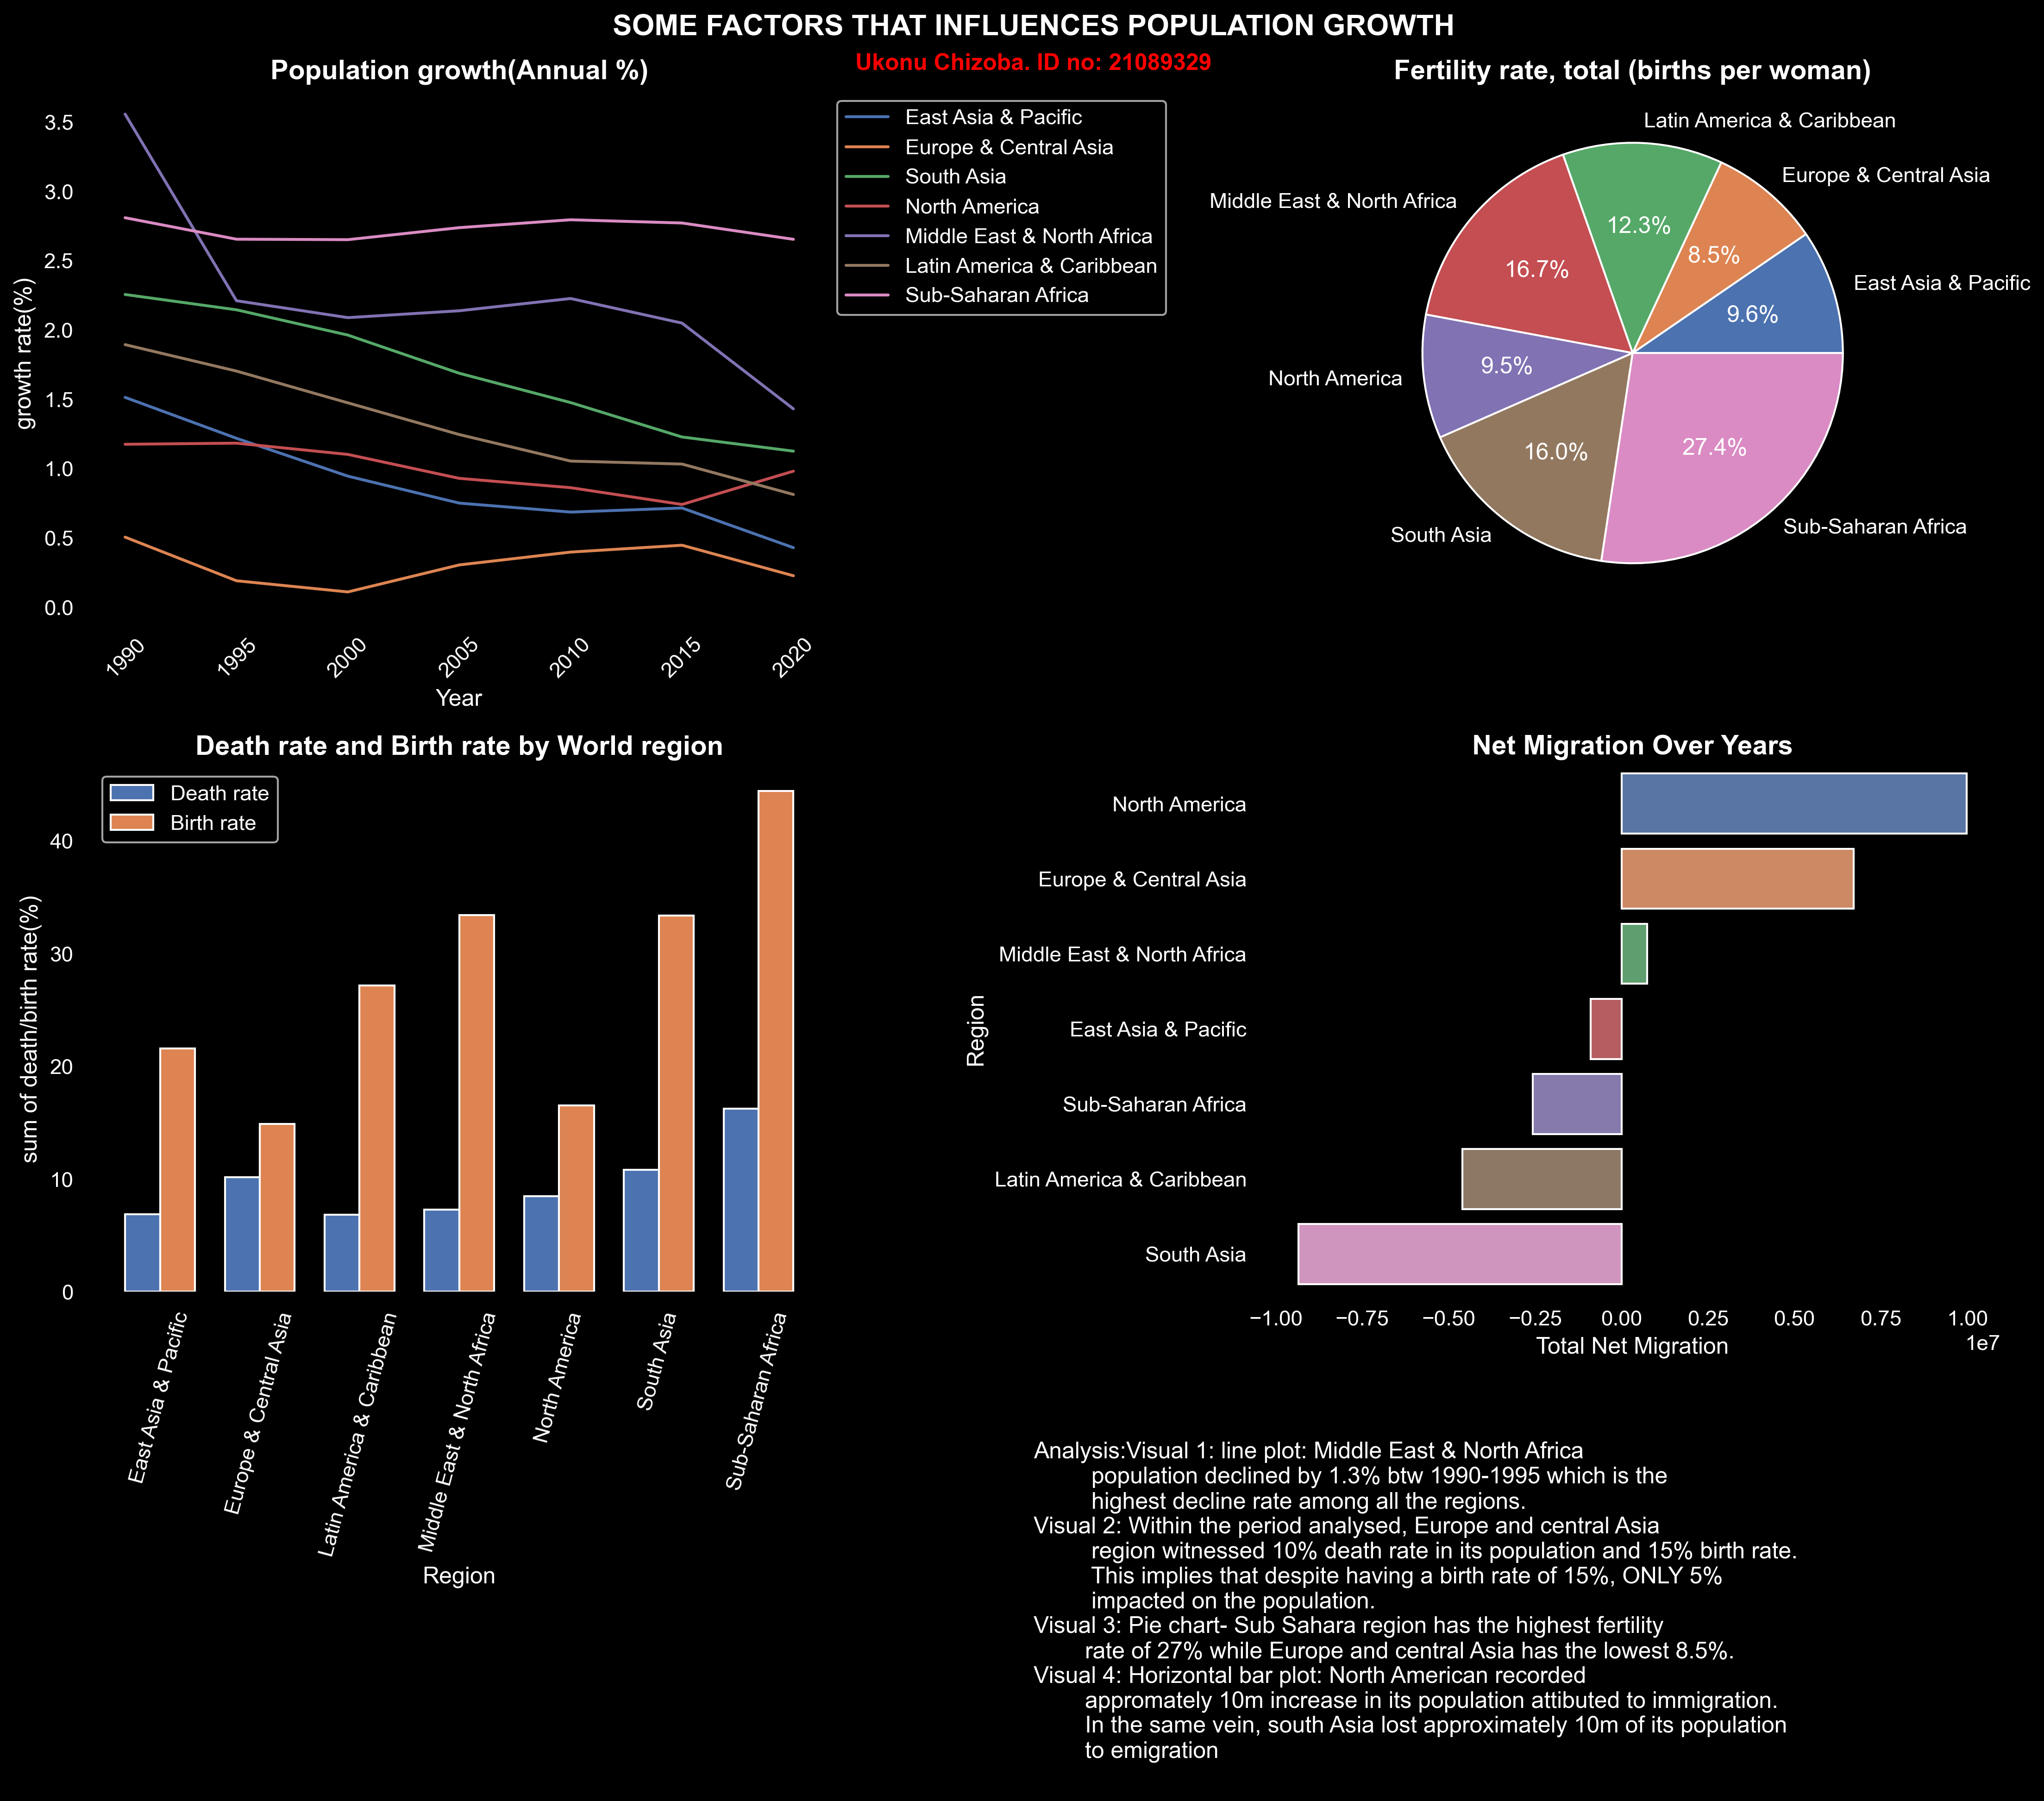 SOME FACTORS THAT INFLUENCES POPULATION GROWTH
Ukonu Chizoba. ID no: 21089329
Population growth(Annual %)
growth rate(%)
3.5
3.0
2.5
2.0
1.5
1.0
0.5
0.0
1990
1995
2000
2005
2010
2015
2020
Year
East Asia & Pacific
Europe & Central Asia
South Asia
North America
Middle East & North Africa
Latin America & Caribbean
Sub-Saharan Africa
Fertility rate, total (births per woman)
Latin America & Caribbean
Europe & Central Asia
Middle East & North Africa
East Asia & Pacific
North America
South Asia
Sub-Saharan Africa
12.3%
8.5%
16.7%
9.6%
9.5%
16.0%
27.4%
Death rate and Birth rate by World region
Death rate
Birth rate
sum of death/birth rate(%)
40
30
20
10
0
East Asia & Pacific
Europe & Central Asia
Latin America & Caribbean
Middle East & North Africa
North America
South Asia
Sub-Saharan Africa
Region
Net Migration Over Years
Region
North America
Europe & Central Asia
Middle East & North Africa
East Asia & Pacific
Sub-Saharan Africa
Latin America & Caribbean
South Asia
−1.00
−0.75
−0.50
−0.25
0.00
0.25
0.50
0.75
1.00
1e7
Total Net Migration
Analysis:Visual 1: line plot: Middle East & North Africa
population declined by 1.3% btw 1990-1995 which is the
highest decline rate among all the regions.
Visual 2: Within the period analysed, Europe and central Asia
region witnessed 10% death rate in its population and 15% birth rate.
This implies that despite having a birth rate of 15%, ONLY 5%
impacted on the population.
Visual 3: Pie chart- Sub Sahara region has the highest fertility
rate of 27% while Europe and central Asia has the lowest 8.5%.
Visual 4: Horizontal bar plot: North American recorded
appromately 10m increase in its population attibuted to immigration.
In the same vein, south Asia lost approximately 10m of its population
to emigration